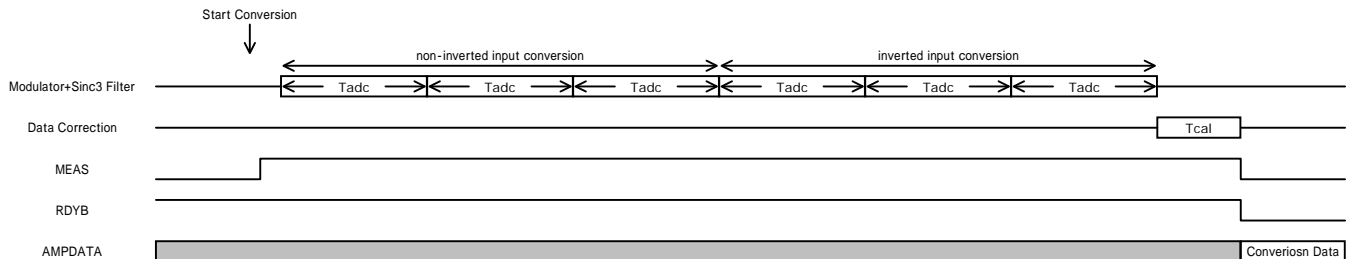 Start Conversion
non-inverted input conversion inverted input conversion
Modulator+Sinc3 Filter Tadc Tadc Tadc Tadc Tadc Tadc
Data Correction Tcal
MEAS
RDYB
AMPDATA Converiosn Data